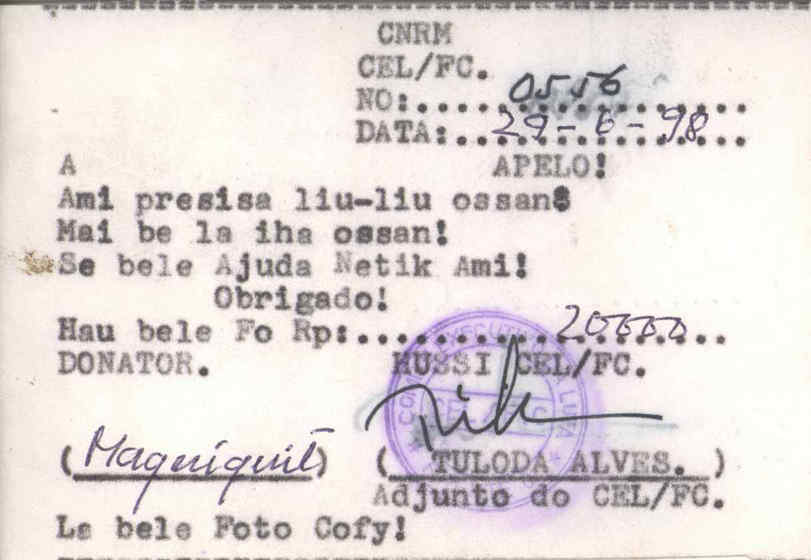 CNRM
CEL/FC.
NO:..0556..
DATA:..29-6-98..
A APELO!
Ami presisa liu-liu ossan
Mai be la iha ossan!
Se bele Ajuda Netik Ami!
Obrigado!
Hau bele Fo Rp:..20000..
DONATOR. HUSSI CEL/FC.
(Maqueiquite) ( TULODA ALVES. )
Adjunto do CEL/FC.
La bele Foto Cofy!